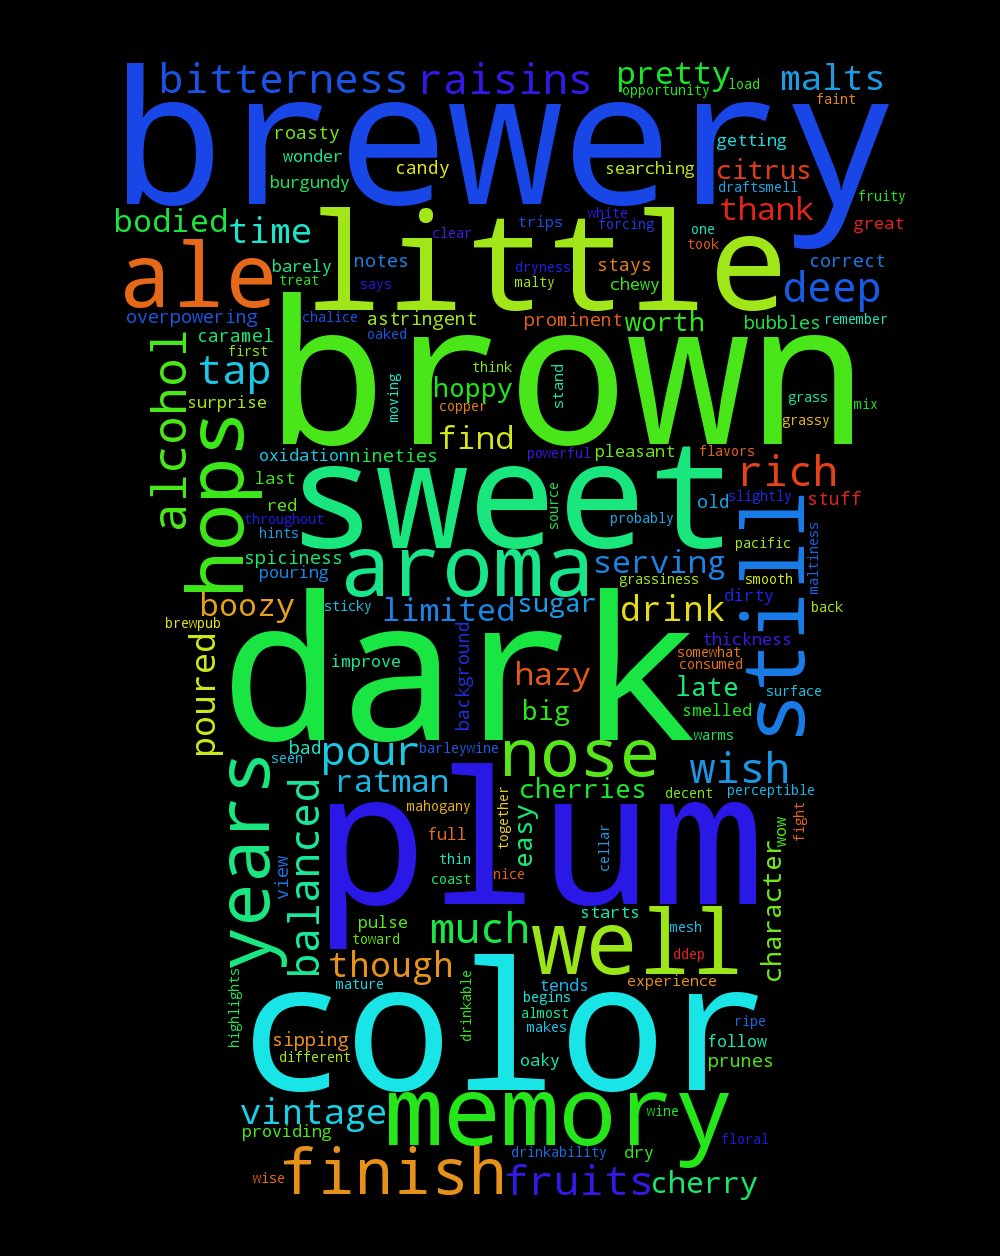 bitterness
raisins
pretty
opportunity
load
malts
faint
brewery
roasty
wonder
burgundy
candy
searching
getting
citrus
draftsmell
thank
fruity
great
bodied
time
little
clear
trips
white
forcing
one
took
correct
ale
barely
treat
notes
says
dryness
malty
stays
chewy
deep
overpowering
chalice
oaked
astringent
prominent
worth
bubbles
remember
caramel
first
tap
surprise
alcohol
brown
moving
think
hoppy
copper
stand
grass
grassy
mix
find
hops
oxidation
nineties
powerful
pleasant
flavors
rich
last
red
throughout
hints
sweet
source
probably
old
slightly
stuff
still
maltiness
spiciness
pouring
aroma
serving
grassiness
pacific
smooth
boozy
brewpub
sticky
limited
sugar
drink
dirty
back
poured
dark
improve
background
hazy
big
thickness
somewhat
consumed
late
smelled
warms
surface
bad
seen
pour
barleywine
nose
wish
years
balanced
ratman
cherries
decent
perceptible
view
plum
mahogany
full
thin
coast
nice
together
easy
cellar
character
wow
fight
pulse
toward
much
starts
well
mesh
ddep
though
mature
tends
experience
highlights
color
drinkable
begins
almost
makes
sipping
different
oaky
ripe
follow
prunes
vintage
providing
memory
wine
floral
wise
finish
drinkability
dry
fruits
cherry